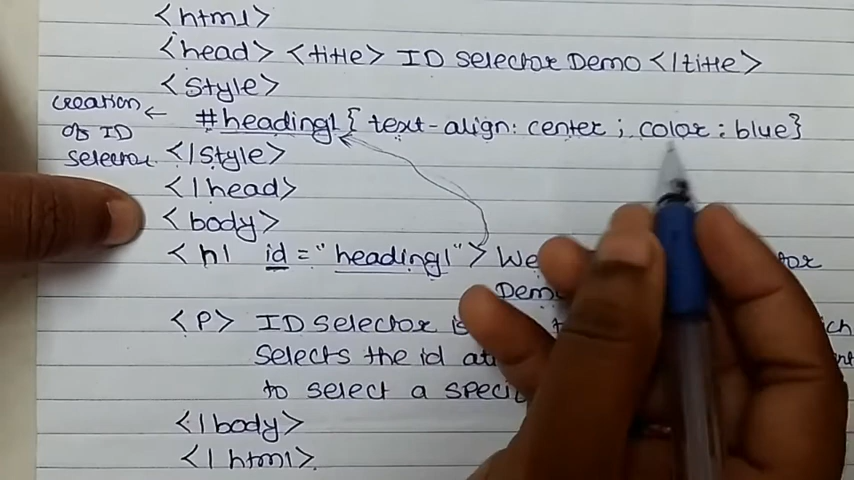 <html>
<head> <title> ID Selector Demo </title>
<style>
creation of ID selector ← #heading1 { text-align: center ; color : blue}
</style>
</head>
<body>
<h1 id = "heading1"> We
Demo
<P> ID Selector is
selects the id
to select a
</body>
</html>